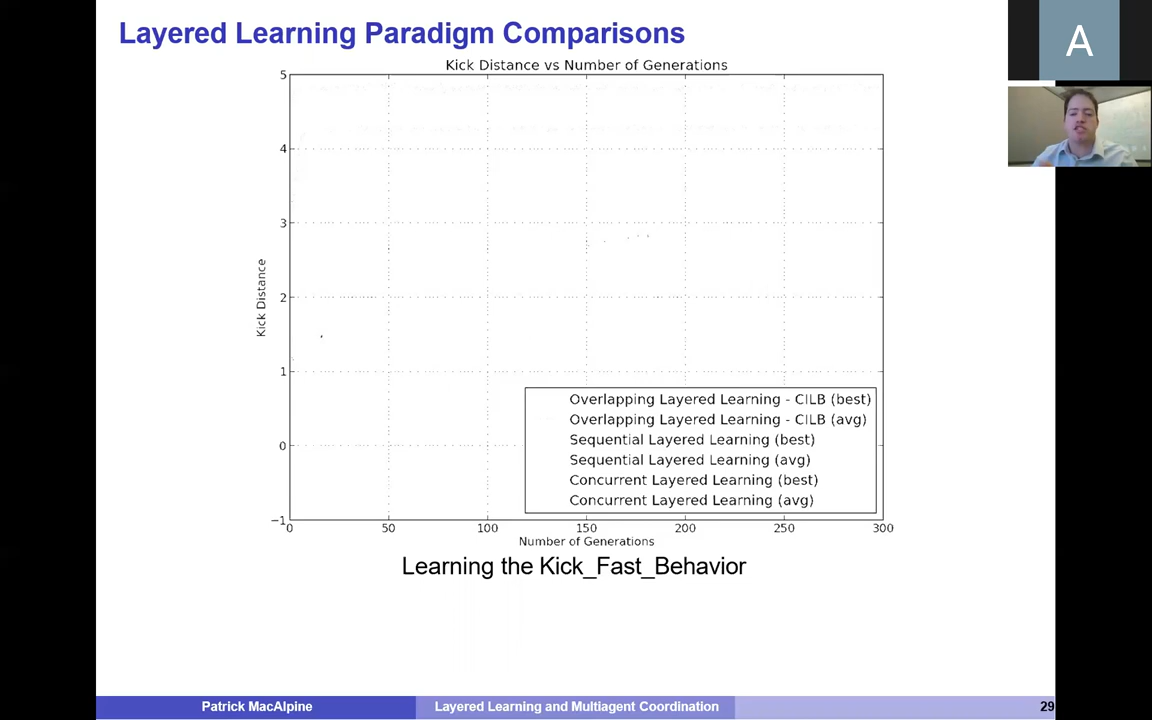 Layered Learning Paradigm Comparisons
A
Kick Distance vs Number of Generations
5
4
3
2
1
0
−1
Kick Distance
Overlapping Layered Learning - CILB (best)
Overlapping Layered Learning - CILB (avg)
Sequential Layered Learning (best)
Sequential Layered Learning (avg)
Concurrent Layered Learning (best)
Concurrent Layered Learning (avg)
0 50 100 150 200 250 300
Number of Generations
Learning the Kick_Fast_Behavior
Patrick MacAlpine Layered Learning and Multiagent Coordination 29